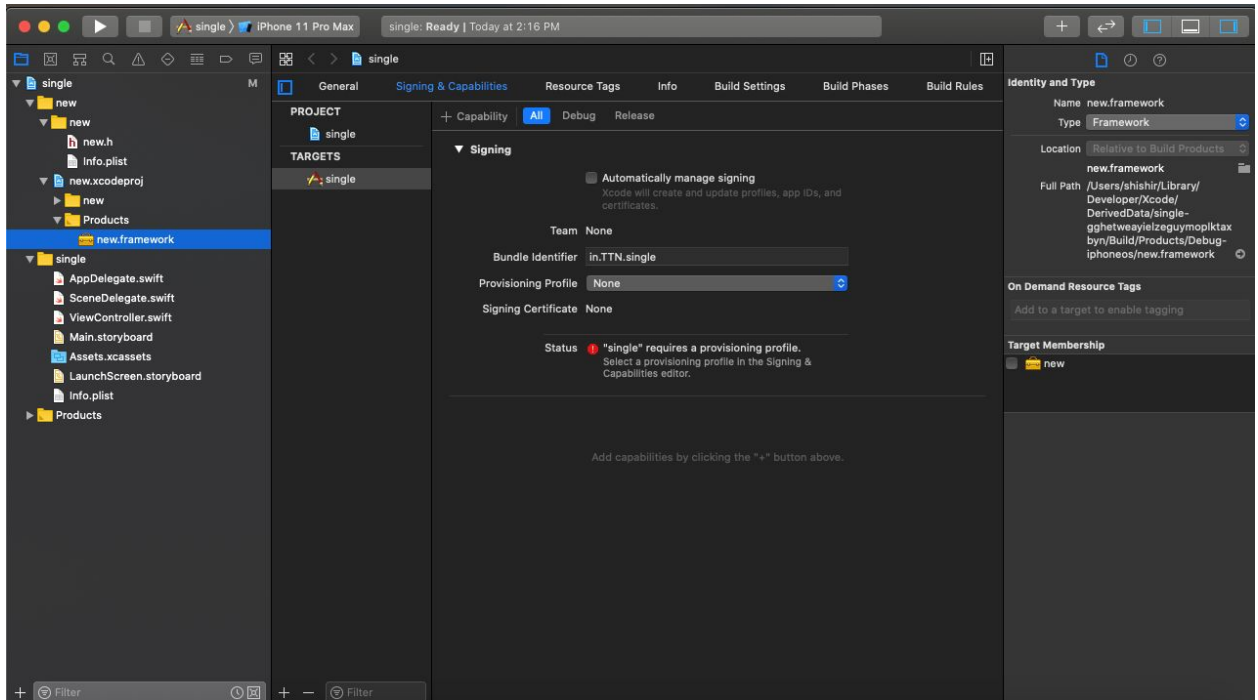 single 〉 iPhone 11 Pro Max
single: Ready | Today at 2:16 PM
single
M
new
new
new.h
Info.plist
new.xcodeproj
new
Products
new.framework
single
AppDelegate.swift
SceneDelegate.swift
ViewController.swift
Main.storyboard
Assets.xcassets
LaunchScreen.storyboard
Info.plist
Products
Filter
single
General Signing & Capabilities Resource Tags Info Build Settings Build Phases Build Rules
PROJECT
single
TARGETS
single
Filter
+ Capability All Debug Release
Signing
Automatically manage signing
Xcode will create and update profiles, app IDs, and
certificates.
Team None
Bundle Identifier in.TTN.single
Provisioning Profile None
Signing Certificate None
Status "single" requires a provisioning profile.
Select a provisioning profile in the Signing &
Capabilities editor.
Add capabilities by clicking the "+" button above.
Identity and Type
Name new.framework
Type Framework
Location Relative to Build Products
new.framework
Full Path /Users/shishir/Library/
Developer/Xcode/
DerivedData/single-
gghetweayielzeguymoplktax
byn/Build/Products/Debug-
iphoneos/new.framework
On Demand Resource Tags
Add to a target to enable tagging
Target Membership
new